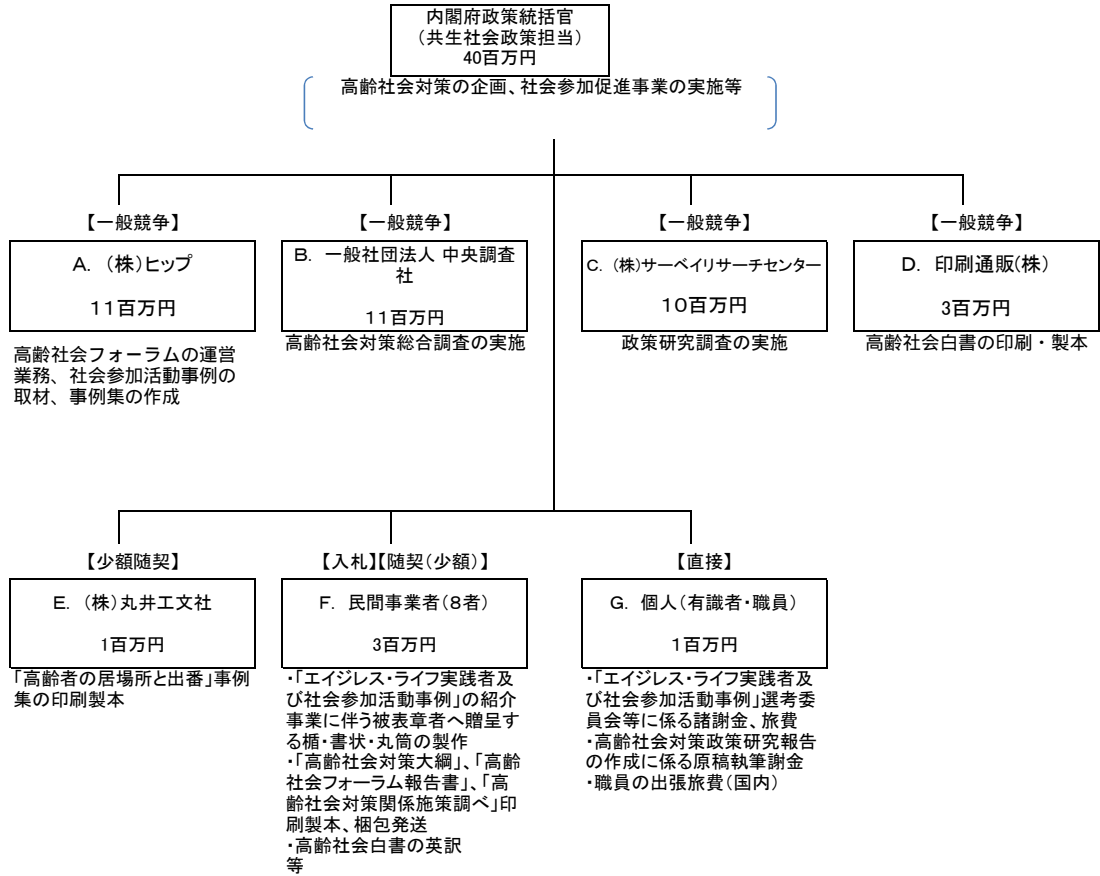 内閣府政策統括官
（共生社会政策担当）
40百万円
高齢社会対策の企画、社会参加促進事業の実施等
【一般競争】
A. （株）ヒップ
１１百万円
高齢社会フォーラムの運営
業務、社会参加活動事例の
取材、事例集の作成
【一般競争】
B. 一般社団法人 中央調査
社
１１百万円
高齢社会対策総合調査の実施
【一般競争】
C. （株）サーベイリサーチセンター
１０百万円
政策研究調査の実施
【一般競争】
D. 印刷通販（株）
3百万円
高齢社会白書の印刷・製本
【少額随契】
E. （株）丸井工文社
1百万円
「高齢者の居場所と出番」事例
集の印刷製本
【入札】【随契（少額）】
F. 民間事業者（８者）
3百万円
・「エイジレス・ライフ実践者及
び社会参加活動事例」の紹介
事業に伴う被表章者へ贈呈す
る楯・書状・丸筒の製作
・「高齢社会対策大綱」、「高齢
社会フォーラム報告書」、「高
齢社会対策関係施策調べ」印
刷製本、梱包発送
・高齢社会白書の英訳
等
【直接】
G. 個人（有識者・職員）
１百万円
・「エイジレス・ライフ実践者及
び社会参加活動事例」選考委
員会等に係る諸謝金、旅費
・高齢社会対策政策研究報告
の作成に係る原稿執筆謝金
・職員の出張旅費（国内）